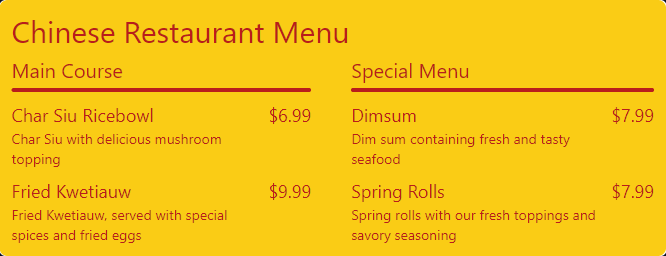 Chinese Restaurant Menu
Main Course
Char Siu Ricebowl $6.99
Char Siu with delicious mushroom
topping
Fried Kwetiauw $9.99
Fried Kwetiauw, served with special
spices and fried eggs
Special Menu
Dimsum $7.99
Dim sum containing fresh and tasty
seafood
Spring Rolls $7.99
Spring rolls with our fresh toppings and
savory seasoning